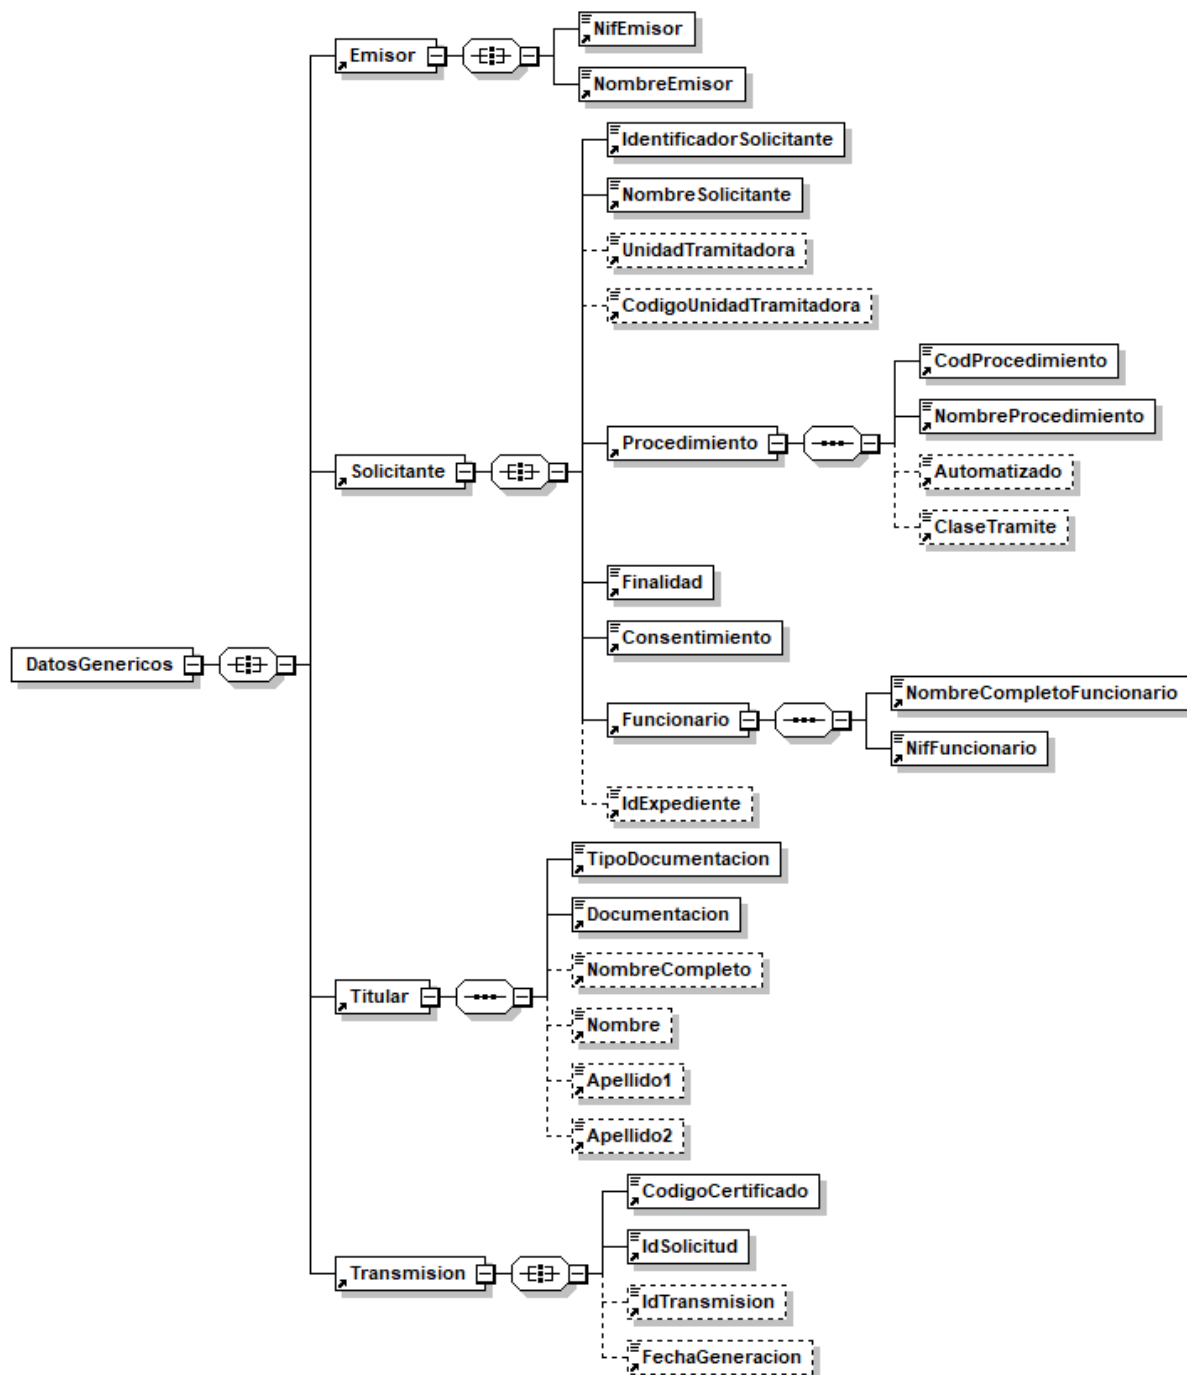 NifEmisor
Emisor
NombreEmisor
IdentificadorSolicitante
NombreSolicitante
UnidadTramitadora
CodigoUnidadTramitadora
CodProcedimiento
NombreProcedimiento
Procedimiento
Solicitante
Automatizado
ClaseTramite
Finalidad
Consentimiento
DatosGenericos
NombreCompletoFuncionario
Funcionario
NifFuncionario
IdExpediente
TipoDocumentacion
Documentacion
NombreCompleto
Titular
Nombre
Apellido1
Apellido2
CodigoCertificado
IdSolicitud
Transmision
IdTransmision
FechaGeneracion